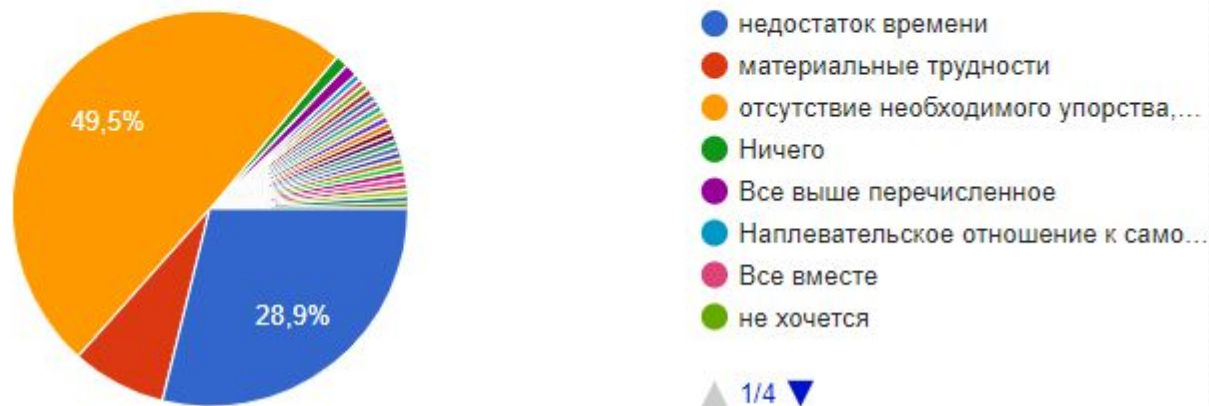 49,5%
28,9%
недостаток времени
материальные трудности
отсутствие необходимого упорства,...
Ничего
Все выше перечисленное
Наплевательское отношение к само...
Все вместе
не хочется
1/4